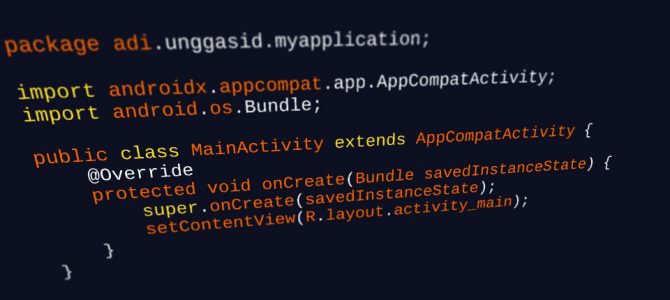 package adi.unggasid.myapplication;
import androidx.appcompat.app.AppCompatActivity;
import android.os.Bundle;
public class MainActivity extends AppCompatActivity {
@Override
protected void onCreate(Bundle savedInstanceState) {
super.onCreate(savedInstanceState);
setContentView(R.layout.activity_main);
}
}